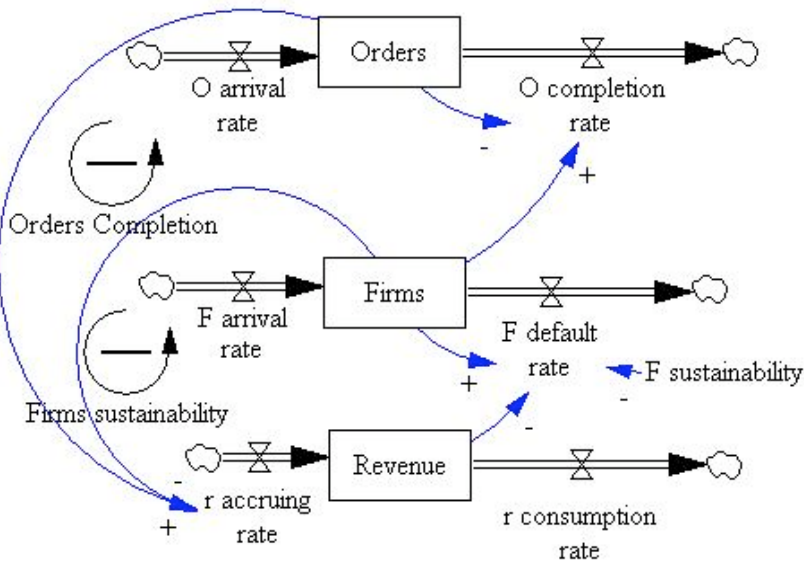 Orders
O arrival
rate
O completion
rate
-
+
Orders Completion
Firms
F arrival
rate
F default
rate
+
F sustainability
-
Firms sustainability
-
Revenue
-
r accruing
rate
+
r consumption
rate